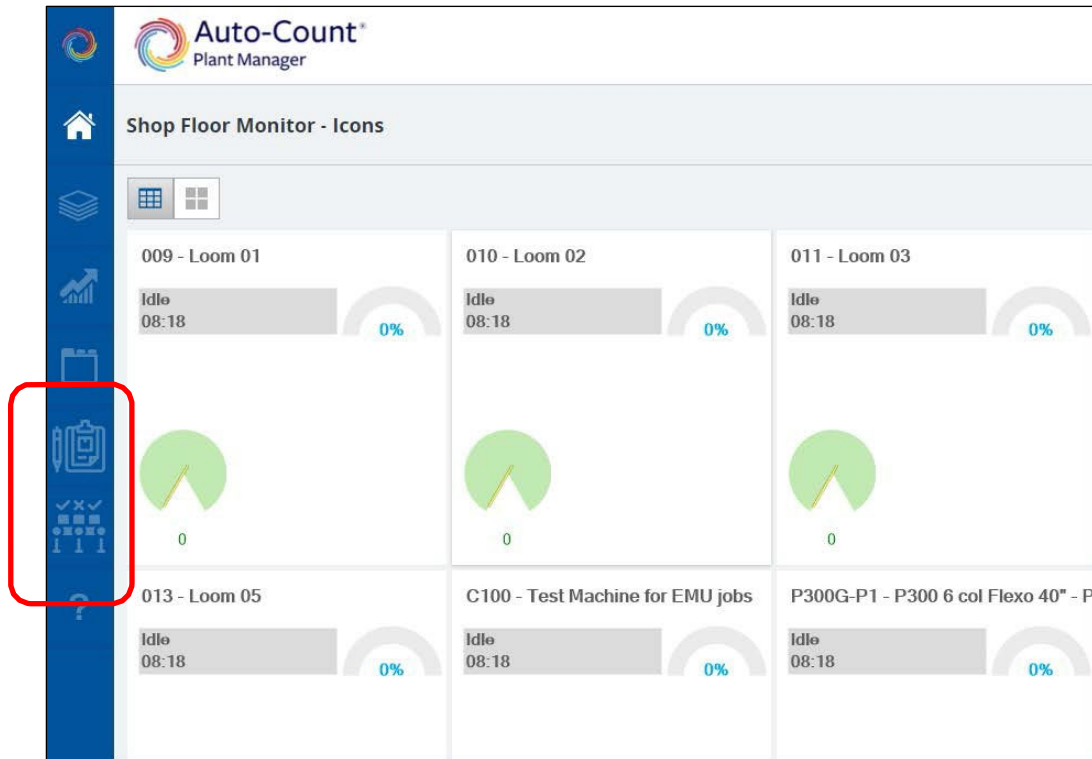 Auto-Count®
Plant Manager
Shop Floor Monitor - Icons
009 - Loom 01
Idle
08:18
0%
0
010 - Loom 02
Idle
08:18
0%
0
011 - Loom 03
Idle
08:18
0%
0
013 - Loom 05
Idle
08:18
0%
C100 - Test Machine for EMU jobs
Idle
08:18
0%
P300G-P1 - P300 6 col Flexo 40" - P
Idle
08:18
0%
?